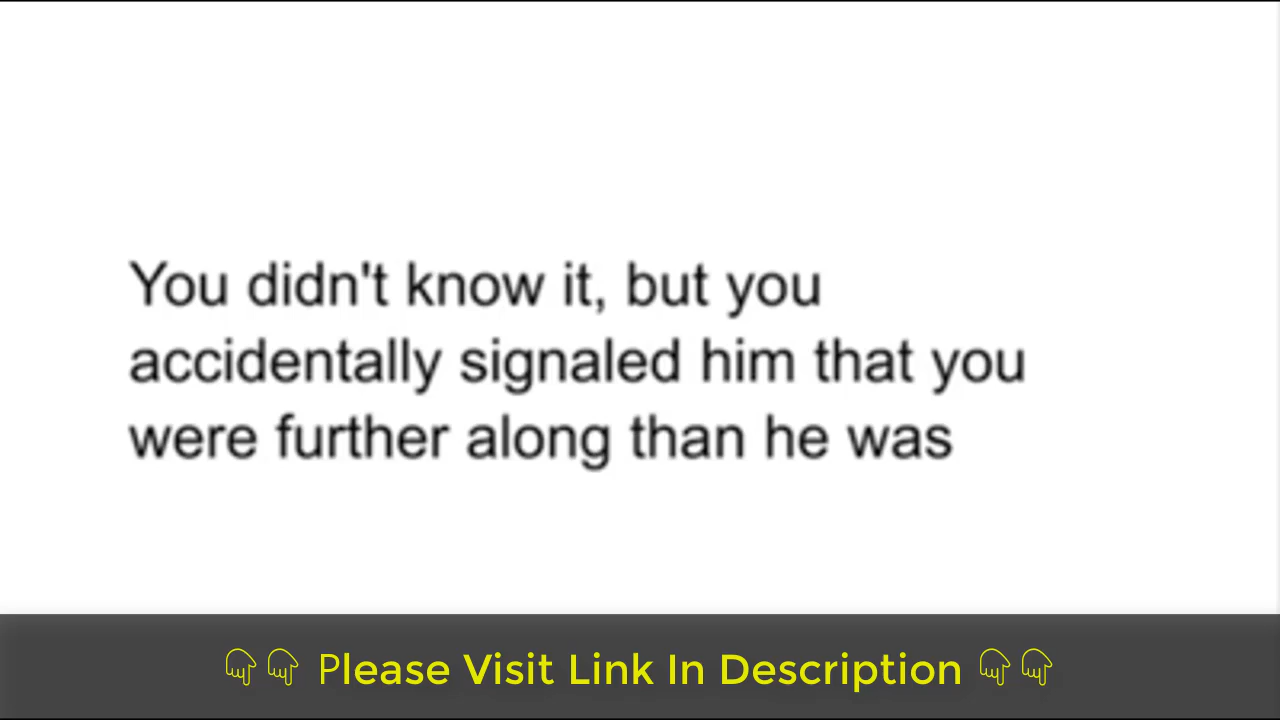 You didn't know it, but you
accidentally signaled him that you
were further along than he was
Please Visit Link In Description